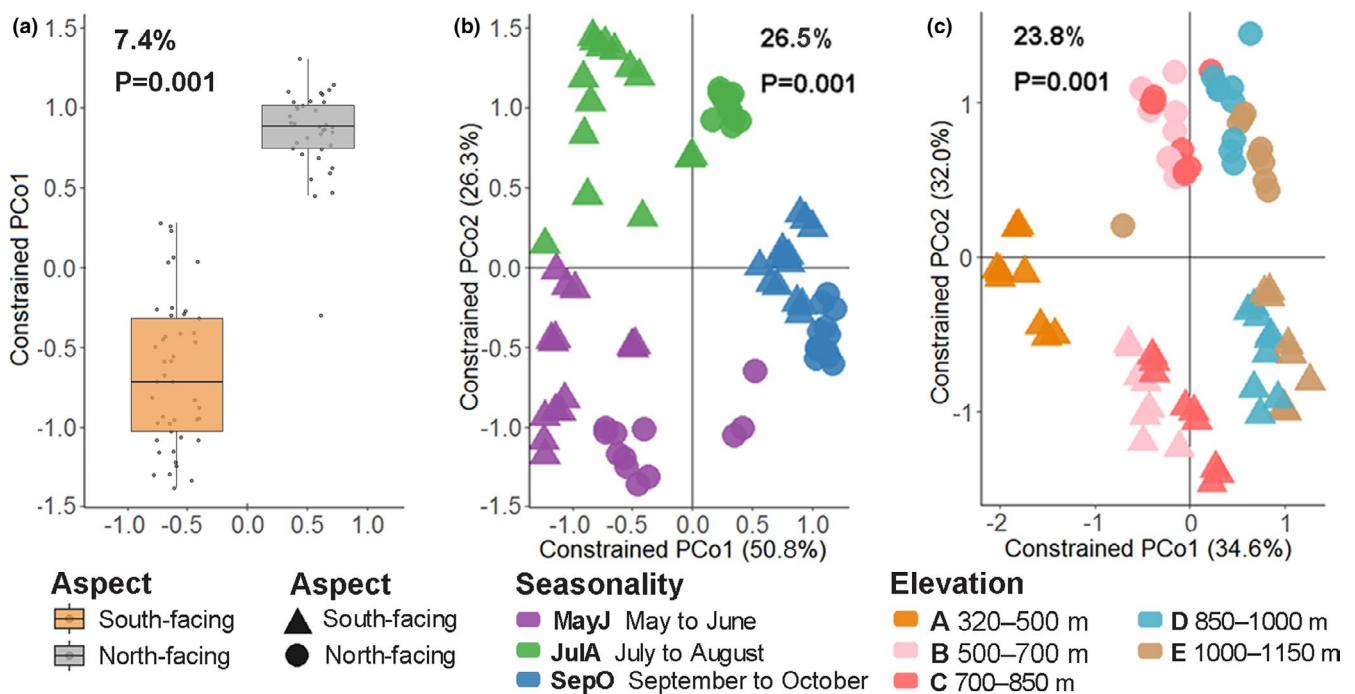 (a)
7.4%
P=0.001
Constrained PCo1
1.5
1.0
0.5
0.0
-0.5
-1.0
-1.5
-1.0 -0.5 0.0 0.5 1.0
(b)
26.5%
P=0.001
Constrained PCo2 (26.3%)
1.5
1.0
0.5
0.0
-0.5
-1.0
-1.5
-1.0 -0.5 0.0 0.5 1.0
Constrained PCo1 (50.8%)
(c)
23.8%
P=0.001
Constrained PCo2 (32.0%)
1
0
-1
-2 -1 0 1
Constrained PCo1 (34.6%)
Aspect
South-facing
North-facing
Aspect
South-facing
North-facing
Seasonality
MayJ May to June
JulA July to August
SepO September to October
Elevation
A 320–500 m
B 500–700 m
C 700–850 m
D 850–1000 m
E 1000–1150 m